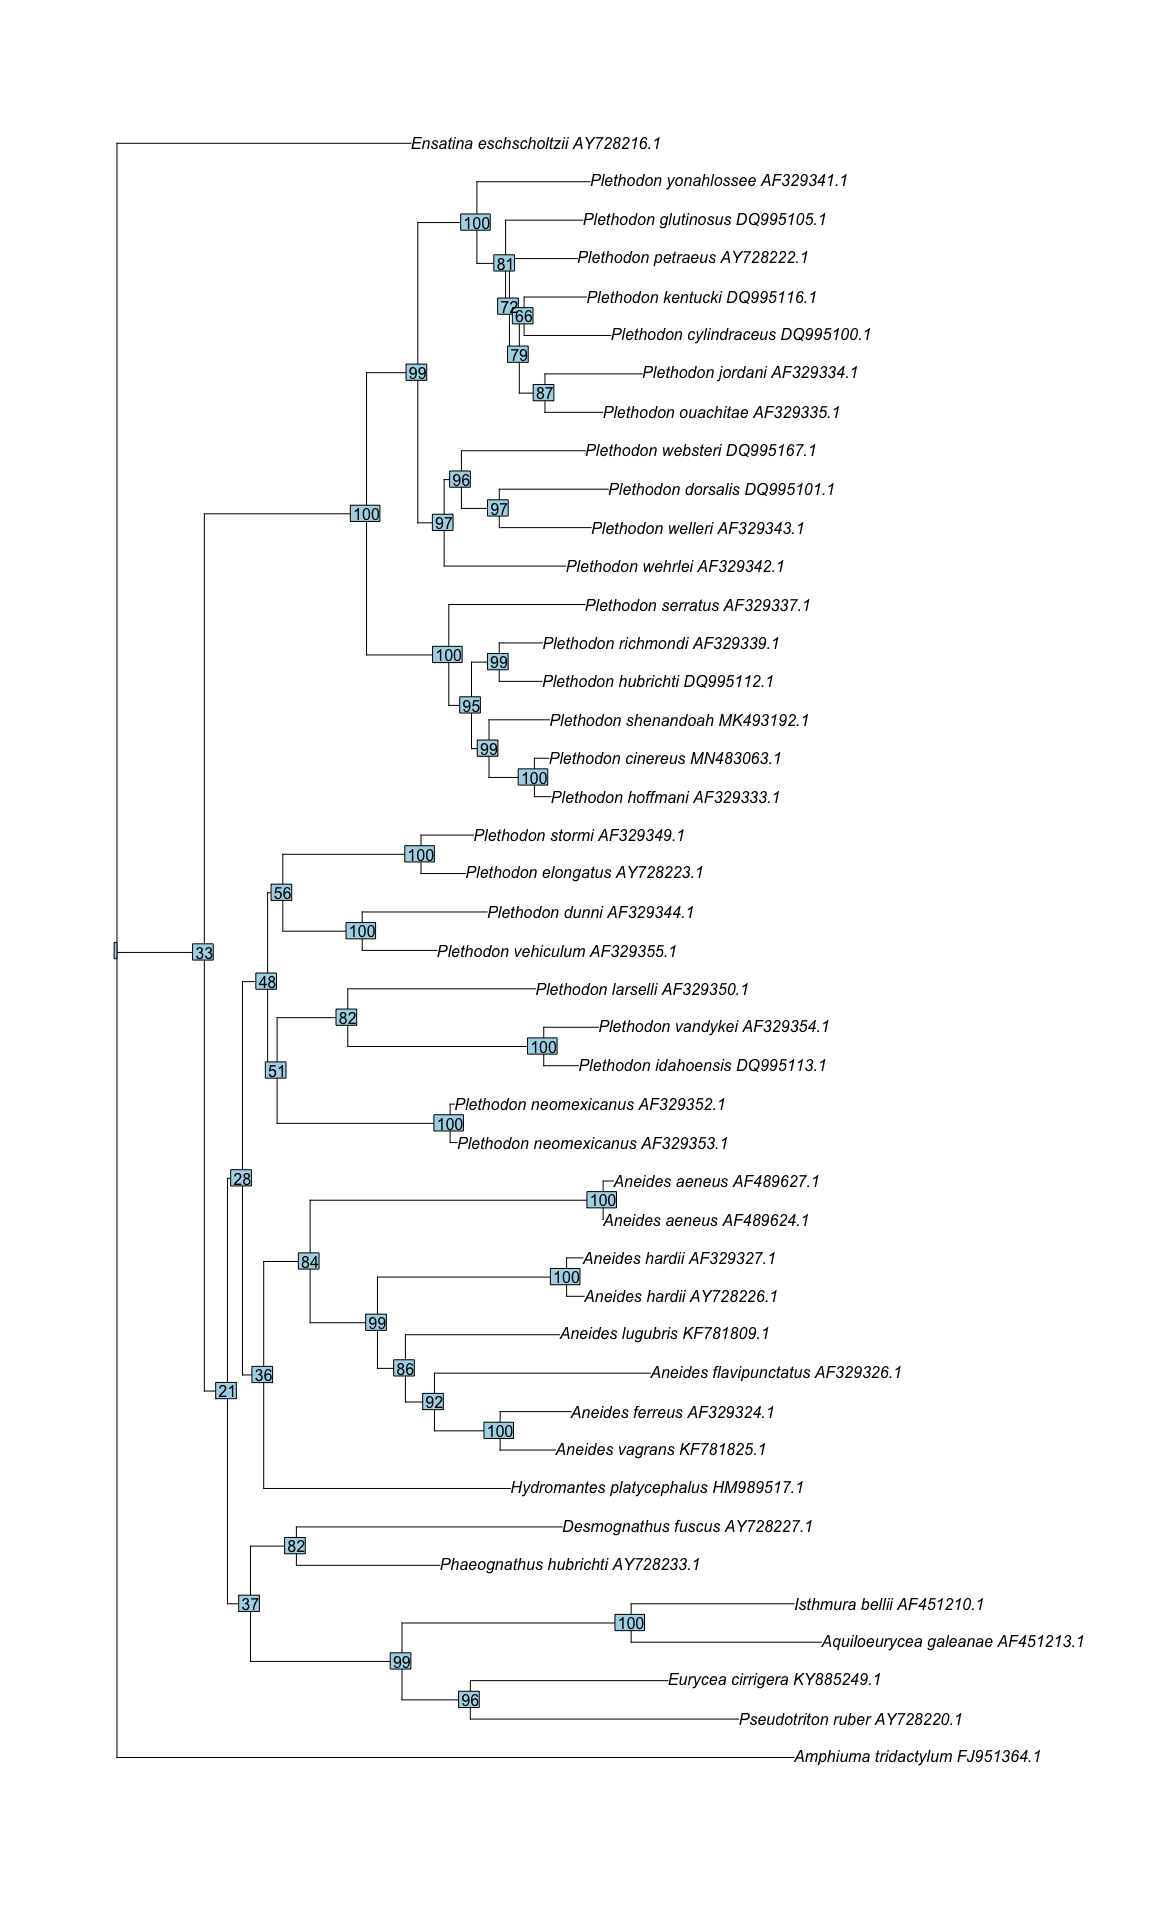 Ensatina eschscholtzii AY728216.1
Plethodon yonahlossee AF329341.1
100
Plethodon glutinosus DQ995105.1
Plethodon petraeus AY728222.1
81
Plethodon kentucki DQ995116.1
72
66
Plethodon cylindraceus DQ995100.1
79
Plethodon jordani AF329334.1
99
87
Plethodon ouachitae AF329335.1
Plethodon websteri DQ995167.1
96
Plethodon dorsalis DQ995101.1
97
100
97
Plethodon welleri AF329343.1
Plethodon wehrlei AF329342.1
Plethodon serratus AF329337.1
Plethodon richmondi AF329339.1
100
99
Plethodon hubrichti DQ995112.1
95
Plethodon shenandoah MK493192.1
99
Plethodon cinereus MN483063.1
100
Plethodon hoffmani AF329333.1
Plethodon stormi AF329349.1
100
Plethodon elongatus AY728223.1
56
Plethodon dunni AF329344.1
100
Plethodon vehiculum AF329355.1
33
48
Plethodon larselli AF329350.1
82
Plethodon vandykei AF329354.1
100
Plethodon idahoensis DQ995113.1
51
Plethodon neomexicanus AF329352.1
100
Plethodon neomexicanus AF329353.1
28
Aneides aeneus AF489627.1
100
Aneides aeneus AF489624.1
84
Aneides hardii AF329327.1
100
Aneides hardii AY728226.1
99
Aneides lugubris KF781809.1
86
36
Aneides flavipunctatus AF329326.1
21
92
Aneides ferreus AF329324.1
100
Aneides vagrans KF781825.1
Hydromantes platycephalus HM989517.1
Desmognathus fuscus AY728227.1
82
Phaeognathus hubrichti AY728233.1
37
Isthmura bellii AF451210.1
100
Aquiloeurycea galeanae AF451213.1
99
Eurycea cirrigera KY885249.1
96
Pseudotriton ruber AY728220.1
Amphiuma tridactylum FJ951364.1